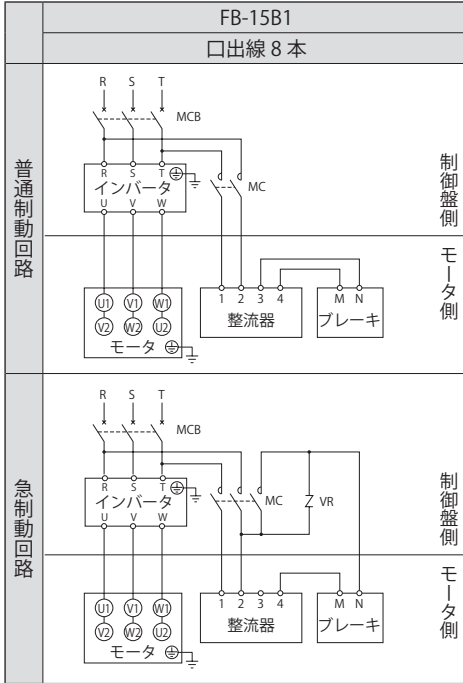 FB-15B1
口出線 8 本
普通制動回路
R S T
MCB
R S T
インバータ
U V W
MC
制御盤側
モータ側
U1 V1 W1
V2 W2 U2
モータ
1 2 3 4
整流器
M N
ブレーキ
急制動回路
R S T
MCB
R S T
インバータ
U V W
MC
VR
制御盤側
モータ側
U1 V1 W1
V2 W2 U2
モータ
1 2 3 4
整流器
M N
ブレーキ